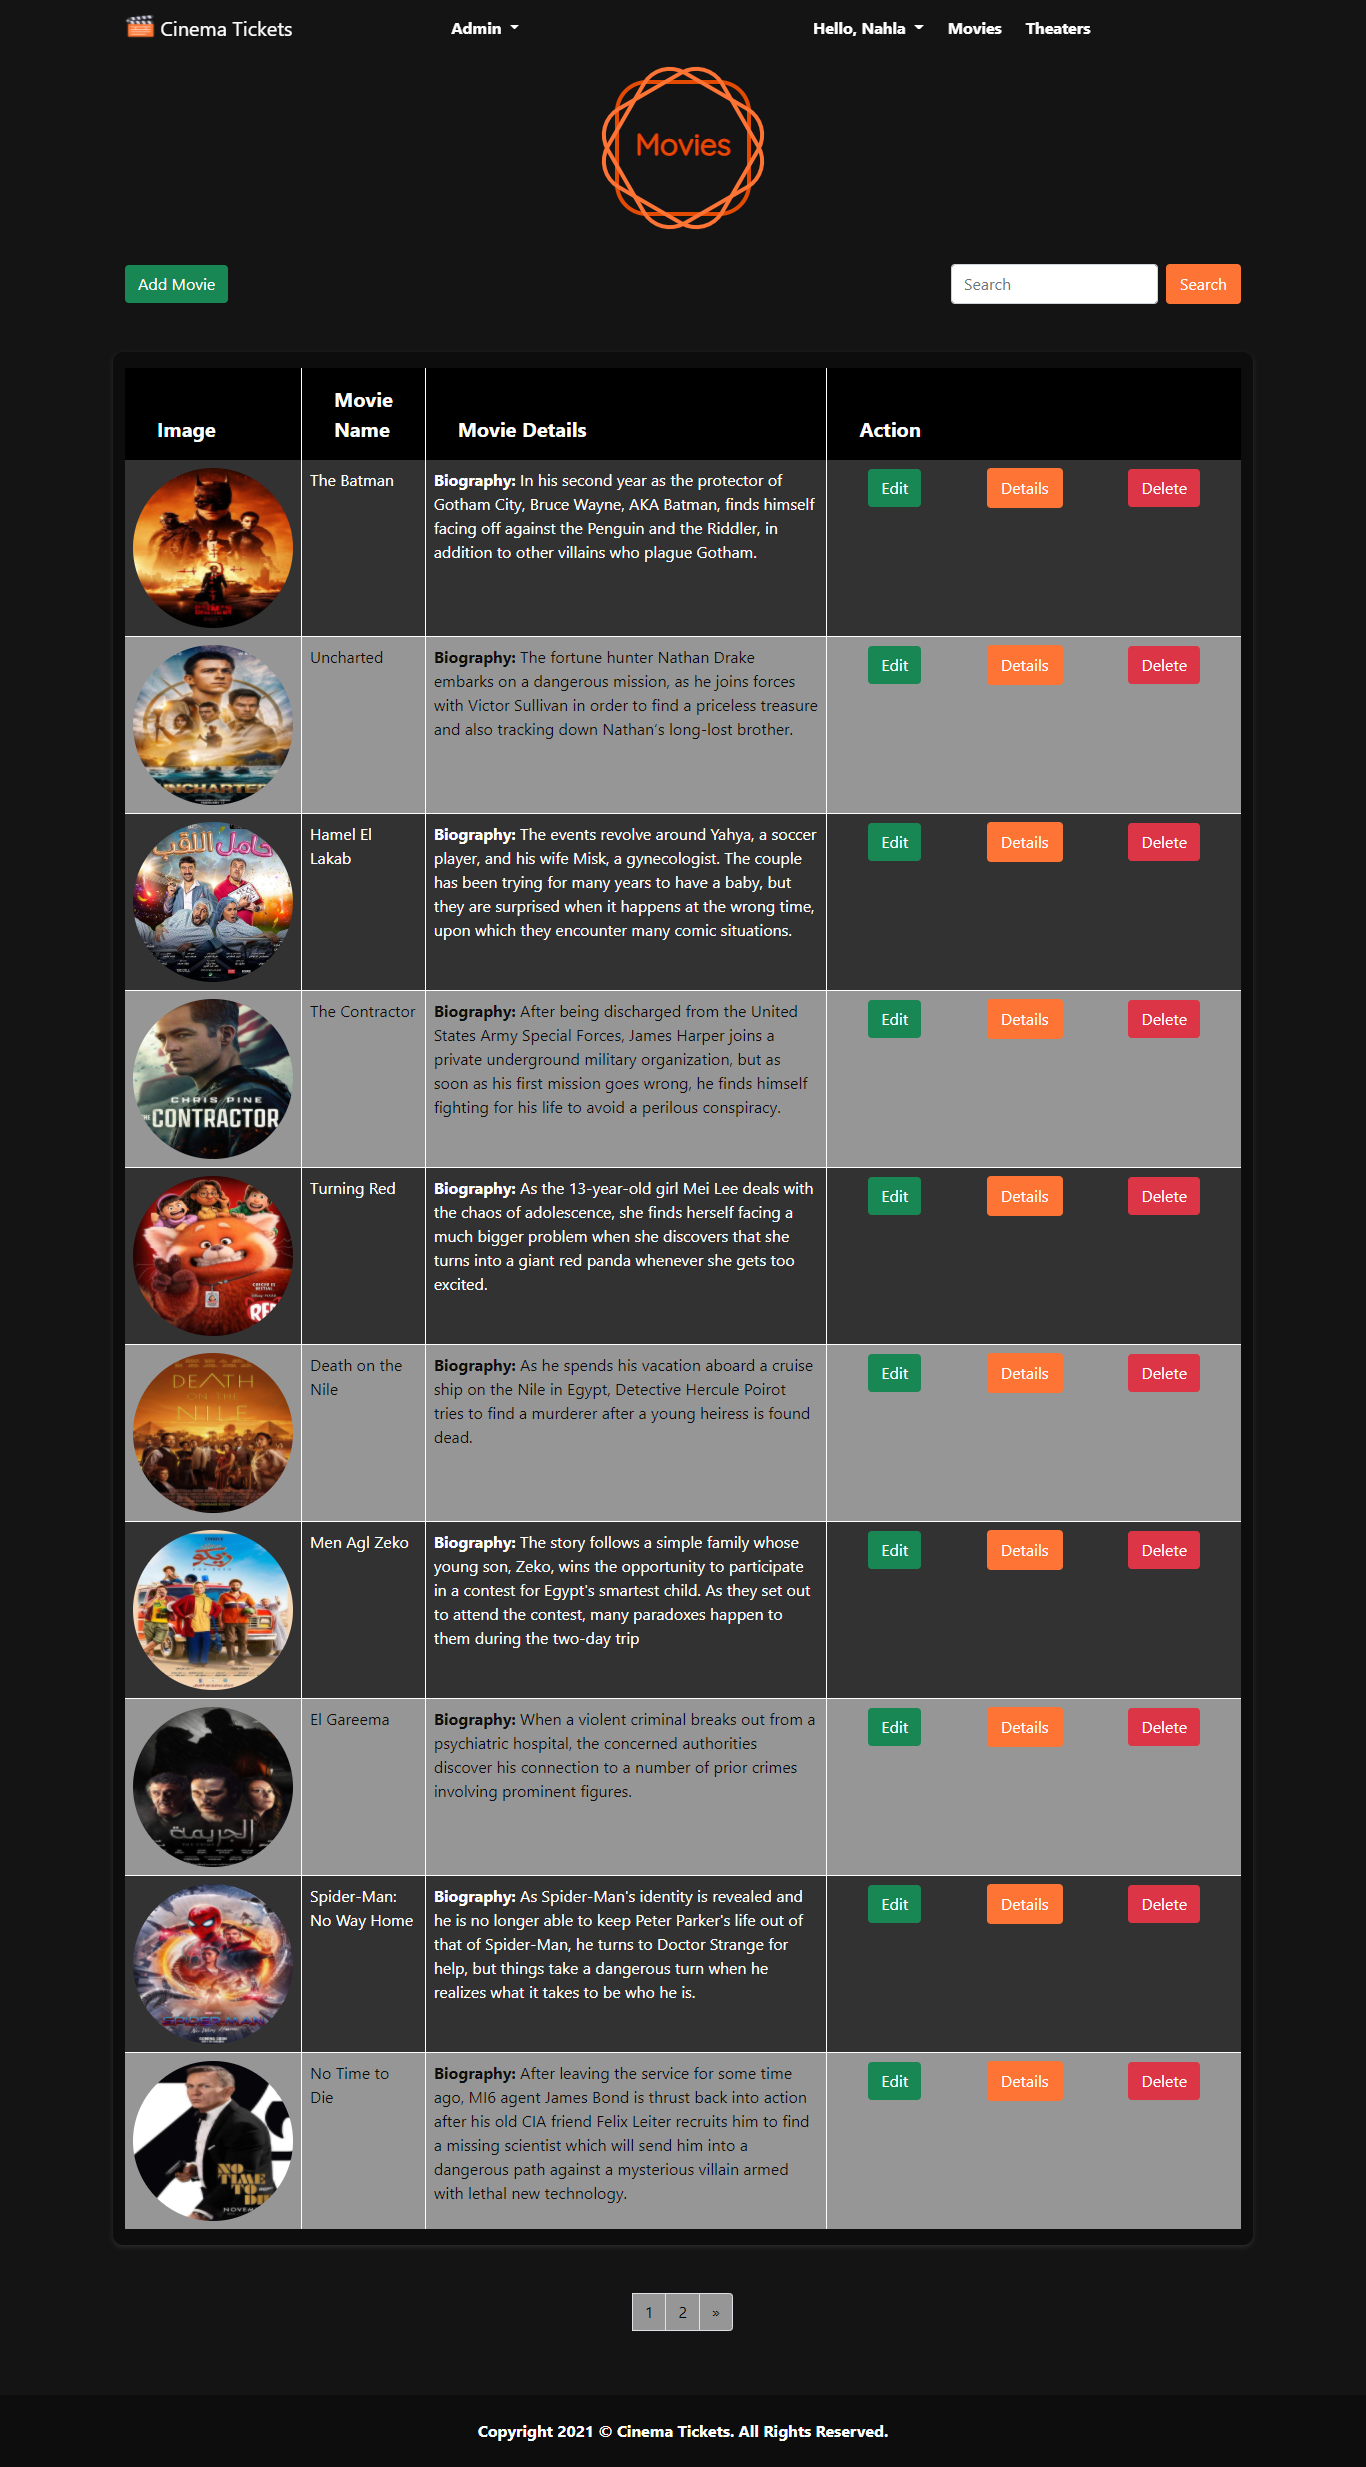 Cinema Tickets
Admin
Hello, Nahla
Movies
Theaters
Movies
Add Movie
Search
Search
Image
Movie
Name
Movie Details
Action
The Batman
Biography: In his second year as the protector of
Gotham City, Bruce Wayne, AKA Batman, finds himself
facing off against the Penguin and the Riddler, in
addition to other villains who plague Gotham.
Edit
Details
Delete
UNCHARTED
Uncharted
Biography: The fortune hunter Nathan Drake
embarks on a dangerous mission, as he joins forces
with Victor Sullivan in order to find a priceless treasure
and also tracking down Nathan's long-lost brother.
Edit
Details
Delete
حامل اللقب
Hamel El
Lakab
Biography: The events revolve around Yahya, a soccer
player, and his wife Misk, a gynecologist. The couple
has been trying for many years to have a baby, but
they are surprised when it happens at the wrong time,
upon which they encounter many comic situations.
Edit
Details
Delete
CHRIS PINE
THE CONTRACTOR
The Contractor
Biography: After being discharged from the United
States Army Special Forces, James Harper joins a
private underground military organization, but as
soon as his first mission goes wrong, he finds himself
fighting for his life to avoid a perilous conspiracy.
Edit
Details
Delete
RED
Turning Red
Biography: As the 13-year-old girl Mei Lee deals with
the chaos of adolescence, she finds herself facing a
much bigger problem when she discovers that she
turns into a giant red panda whenever she gets too
excited.
Edit
Details
Delete
DEATH
ON THE
NILE
Death on the
Nile
Biography: As he spends his vacation aboard a cruise
ship on the Nile in Egypt, Detective Hercule Poirot
tries to find a murderer after a young heiress is found
dead.
Edit
Details
Delete
زيكو
Men Agl Zeko
Biography: The story follows a simple family whose
young son, Zeko, wins the opportunity to participate
in a contest for Egypt's smartest child. As they set out
to attend the contest, many paradoxes happen to
them during the two-day trip
Edit
Details
Delete
الجريمة
El Gareema
Biography: When a violent criminal breaks out from a
psychiatric hospital, the concerned authorities
discover his connection to a number of prior crimes
involving prominent figures.
Edit
Details
Delete
SPIDER-MAN
No Way Home
Spider-Man:
No Way Home
Biography: As Spider-Man's identity is revealed and
he is no longer able to keep Peter Parker's life out of
that of Spider-Man, he turns to Doctor Strange for
help, but things take a dangerous turn when he
realizes what it takes to be who he is.
Edit
Details
Delete
NO
TIME
TO
DIE
No Time to
Die
Biography: After leaving the service for some time
ago, MI6 agent James Bond is thrust back into action
after his old CIA friend Felix Leiter recruits him to find
a missing scientist which will send him into a
dangerous path against a mysterious villain armed
with lethal new technology.
Edit
Details
Delete
1 2 »
Copyright 2021 © Cinema Tickets. All Rights Reserved.